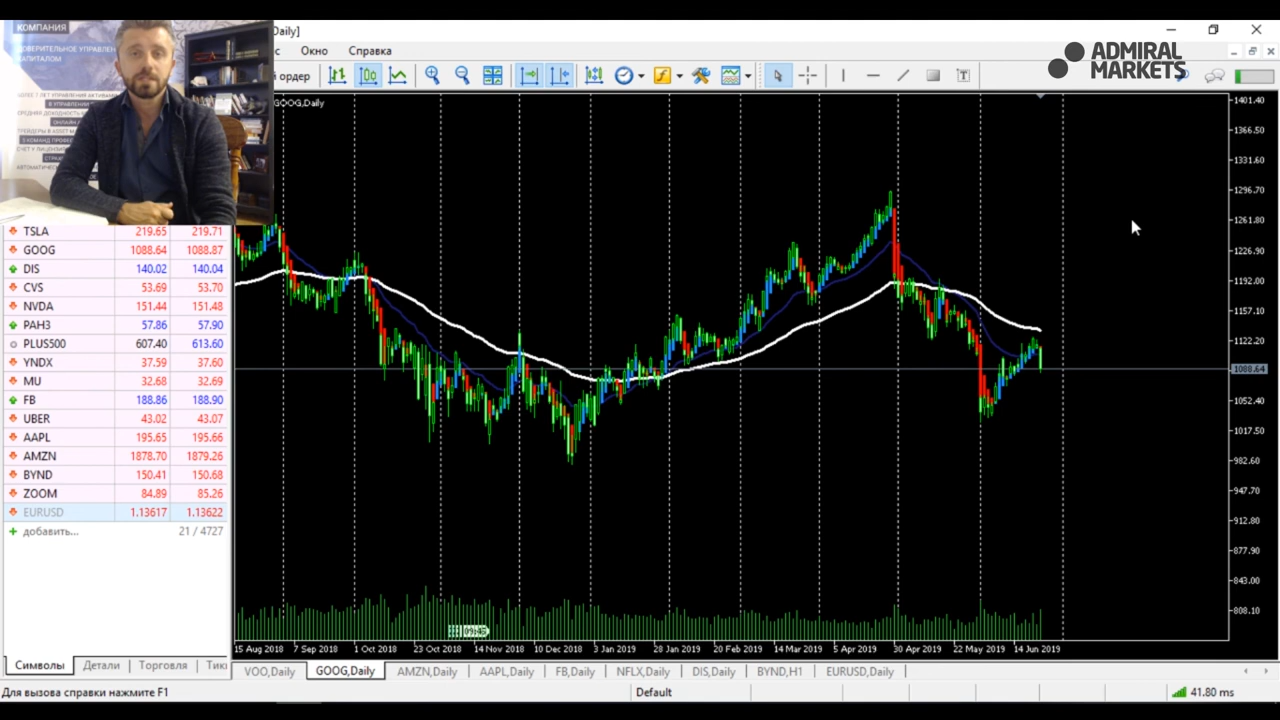 КОМПАНИЯ
Daily]
Окно Справка
ADMIRAL
MARKETS
й ордер
GOOG,Daily
TSLA 219.65 219.71
GOOG 1088.64 1088.87
DIS 140.02 140.04
CVS 53.69 53.70
NVDA 151.44 151.48
PAH3 57.86 57.90
PLUS500 607.40 613.60
YNDX 37.59 37.60
MU 32.68 32.69
FB 188.86 188.90
UBER 43.02 43.07
AAPL 195.65 195.66
AMZN 1878.70 1879.26
BYND 150.41 150.68
ZOOM 84.89 85.26
EURUSD 1.13617 1.13622
добавить... 21 / 4727
1401.40
1366.50
1331.60
1296.70
1261.80
1226.90
1192.00
1157.10
1122.20
1088.64
1052.40
1017.50
982.60
947.70
912.80
877.90
843.00
808.10
09:45
15 Aug 2018 7 Sep 2018 1 Oct 2018 23 Oct 2018 14 Nov 2018 10 Dec 2018 3 Jan 2019 28 Jan 2019 20 Feb 2019 14 Mar 2019 5 Apr 2019 30 Apr 2019 22 May 2019 14 Jun 2019
Символы Детали Торговля Тик
VOO,Daily GOOG,Daily AMZN,Daily AAPL,Daily FB,Daily NFLX,Daily DIS,Daily BYND,H1 EURUSD,Daily
Для вызова справки нажмите F1 Default 41.80 ms